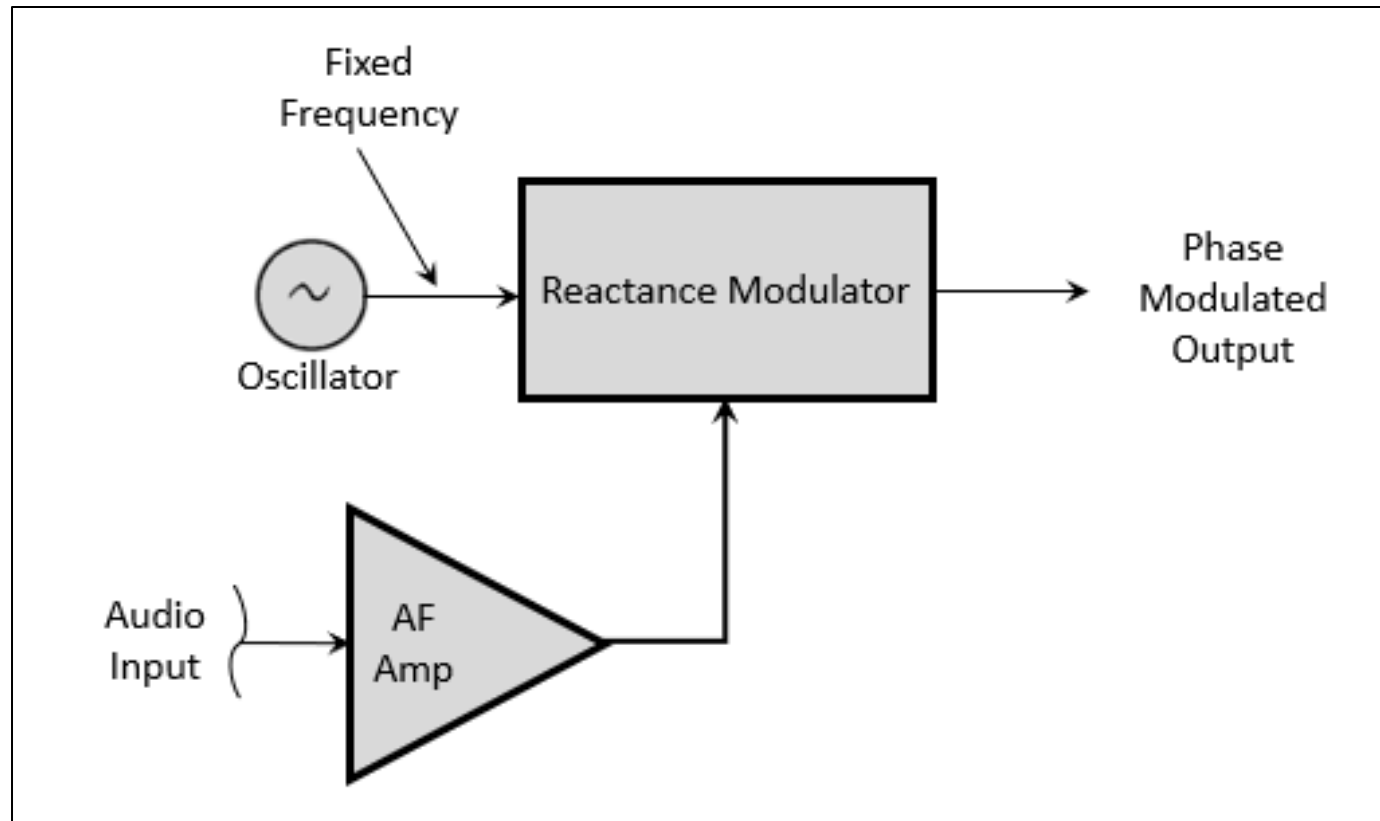 Fixed
Frequency
Oscillator
Reactance Modulator
Phase
Modulated
Output
Audio
Input
AF
Amp